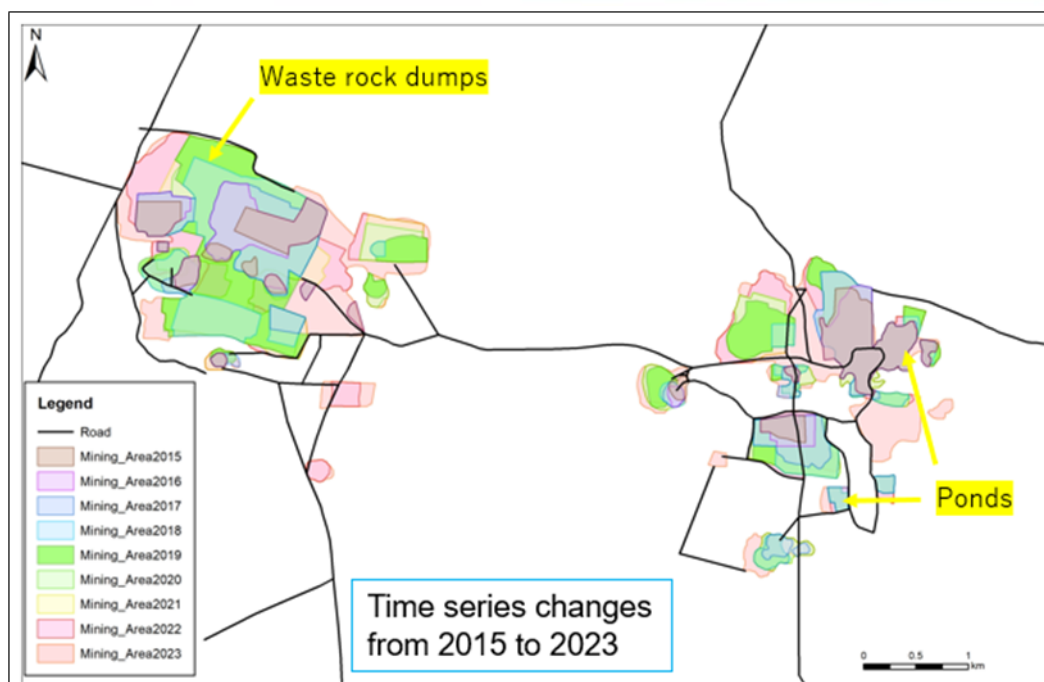 N
Waste rock dumps
Legend
Road
Mining_Area2015
Mining_Area2016
Mining_Area2017
Mining_Area2018
Mining_Area2019
Mining_Area2020
Mining_Area2021
Mining_Area2022
Mining_Area2023
Ponds
Time series changes
from 2015 to 2023
0 0.5 1
km